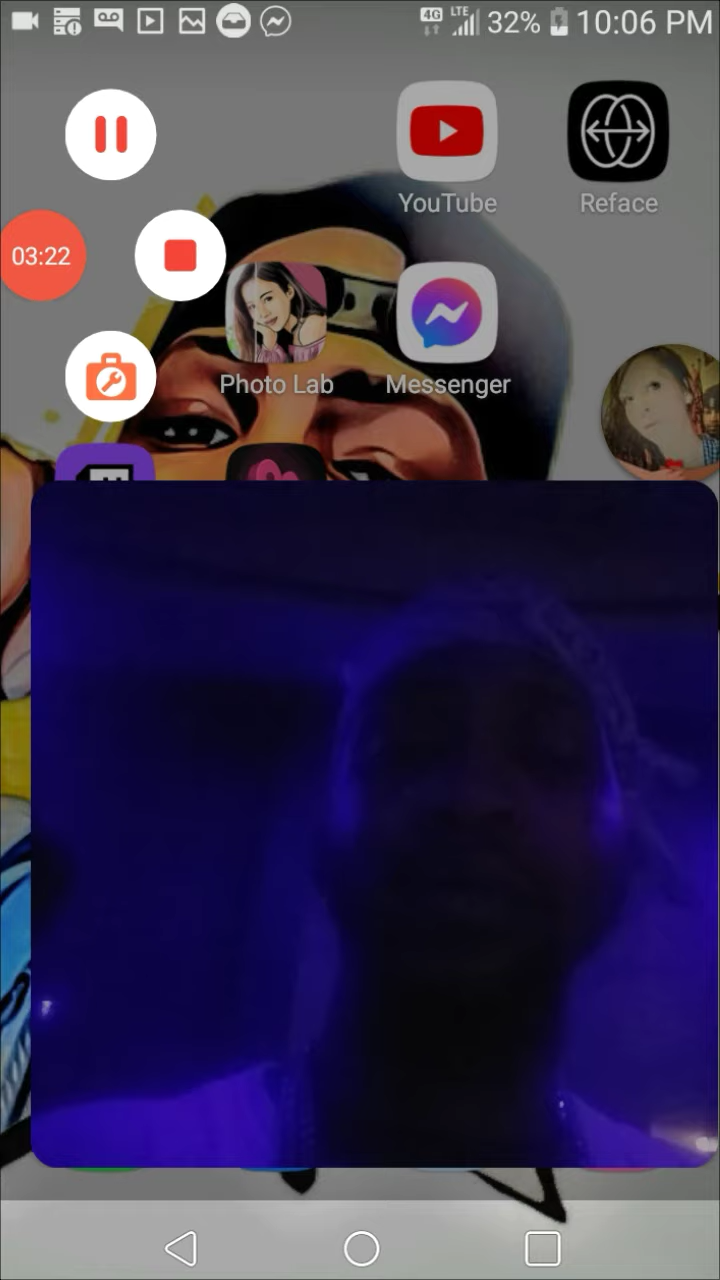 4G LTE 32% 10:06 PM
YouTube
Reface
03:22
Photo Lab
Messenger